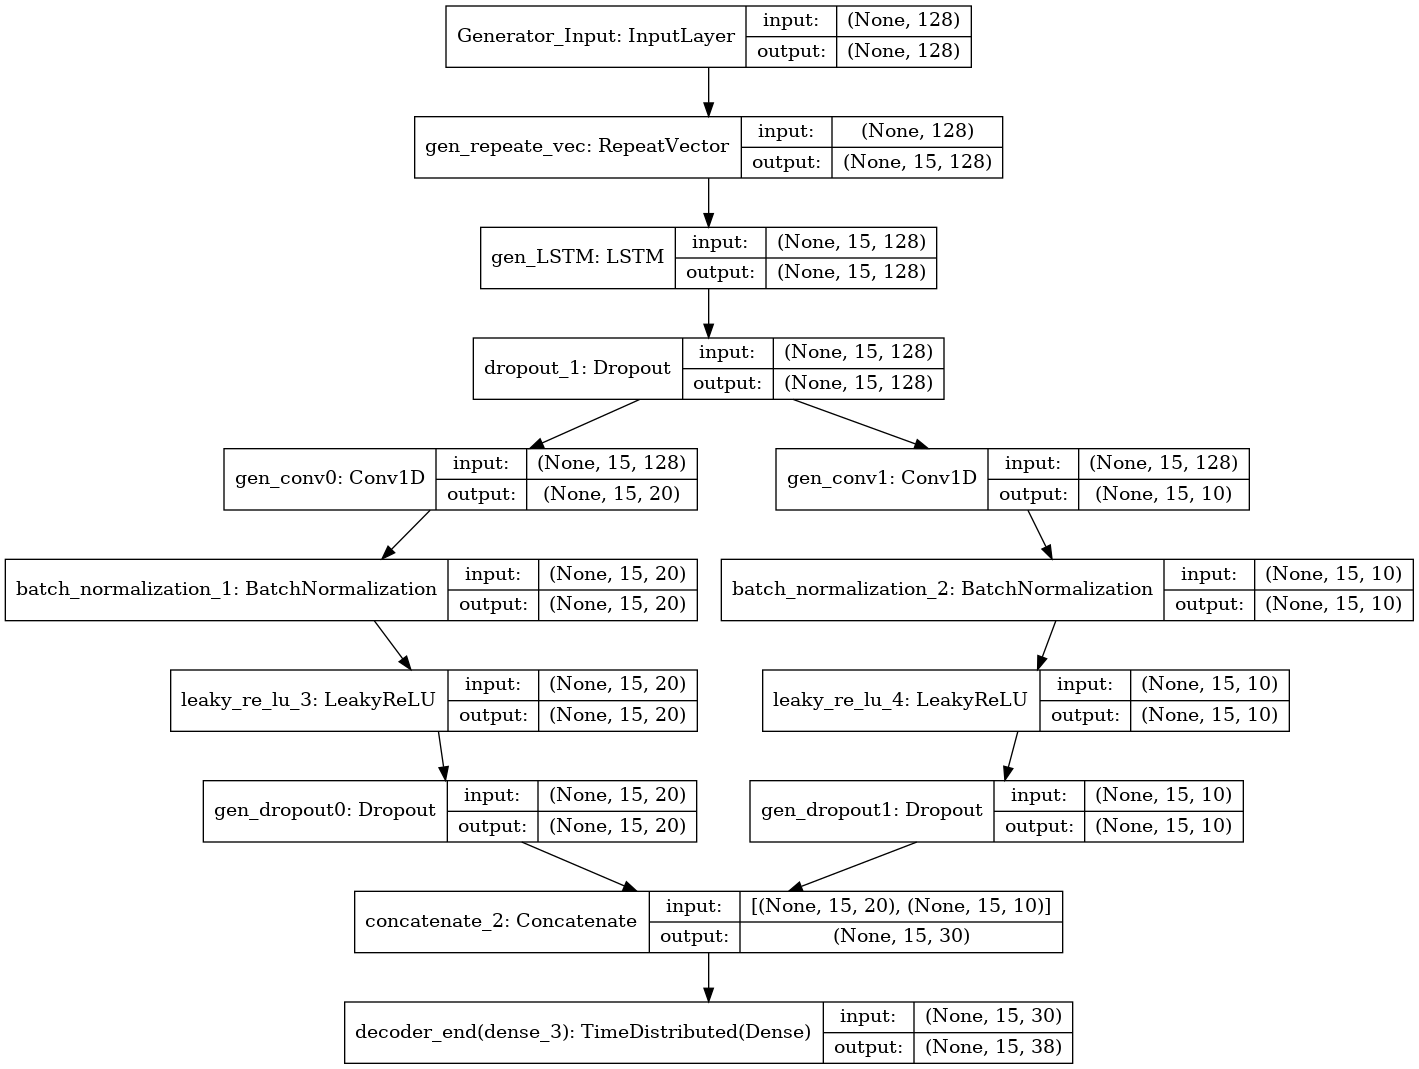 Generator_Input: InputLayer
input:
(None, 128)
output:
(None, 128)
gen_repeate_vec: RepeatVector
input:
(None, 128)
output:
(None, 15, 128)
gen_LSTM: LSTM
input:
(None, 15, 128)
output:
(None, 15, 128)
dropout_1: Dropout
input:
(None, 15, 128)
output:
(None, 15, 128)
gen_conv0: Conv1D
input:
(None, 15, 128)
output:
(None, 15, 20)
gen_conv1: Conv1D
input:
(None, 15, 128)
output:
(None, 15, 10)
batch_normalization_1: BatchNormalization
input:
(None, 15, 20)
output:
(None, 15, 20)
batch_normalization_2: BatchNormalization
input:
(None, 15, 10)
output:
(None, 15, 10)
leaky_re_lu_3: LeakyReLU
input:
(None, 15, 20)
output:
(None, 15, 20)
leaky_re_lu_4: LeakyReLU
input:
(None, 15, 10)
output:
(None, 15, 10)
gen_dropout0: Dropout
input:
(None, 15, 20)
output:
(None, 15, 20)
gen_dropout1: Dropout
input:
(None, 15, 10)
output:
(None, 15, 10)
concatenate_2: Concatenate
input:
[(None, 15, 20), (None, 15, 10)]
output:
(None, 15, 30)
decoder_end(dense_3): TimeDistributed(Dense)
input:
(None, 15, 30)
output:
(None, 15, 38)